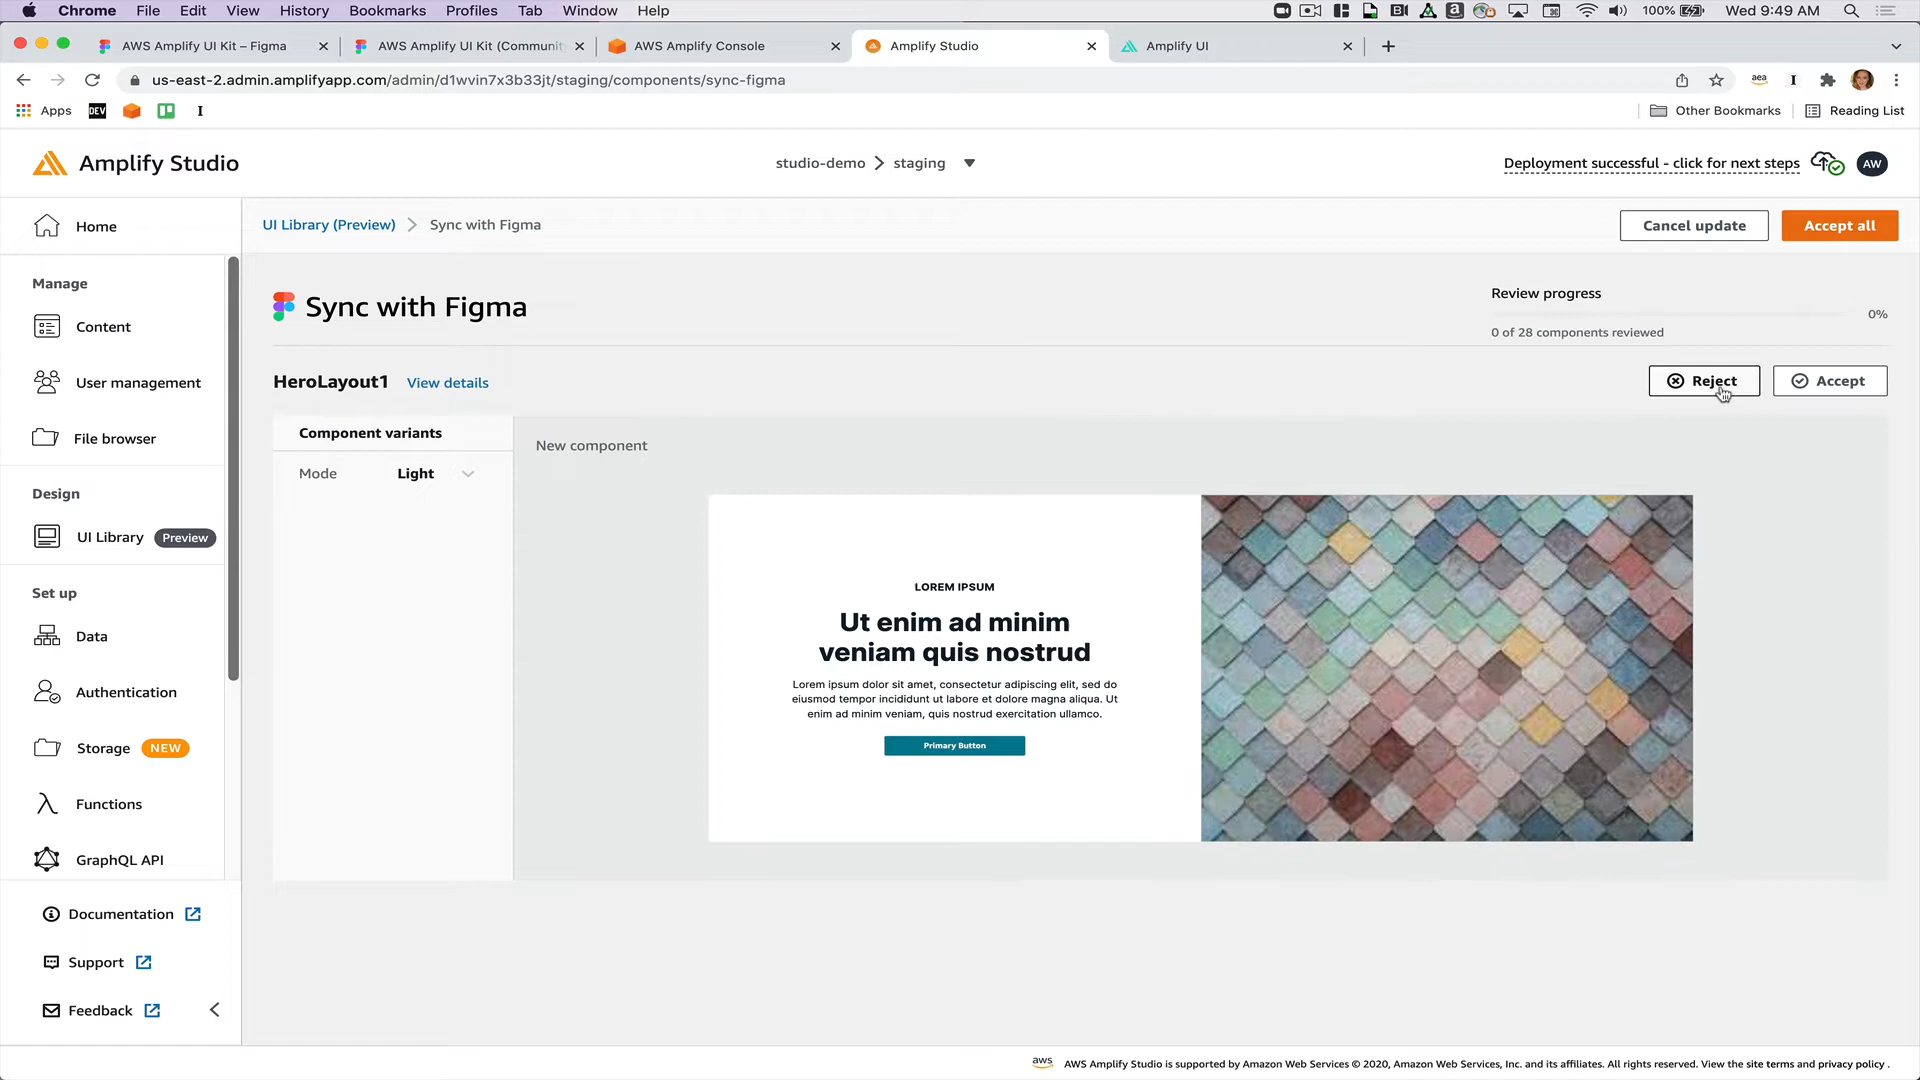 Chrome File Edit View History Bookmarks Profiles Tab Window Help
100% Wed 9:49 AM
AWS Amplify UI Kit – Figma
AWS Amplify UI Kit (Communit
AWS Amplify Console
Amplify Studio
Amplify UI
us-east-2.admin.amplifyapp.com/admin/d1wvin7x3b33jt/staging/components/sync-figma
aea
I
Apps
DEV
I
Other Bookmarks
Reading List
Amplify Studio
studio-demo > staging
Deployment successful - click for next steps
AW
Home
UI Library (Preview) > Sync with Figma
Cancel update
Accept all
Manage
Content
User management
File browser
Design
UI Library Preview
Set up
Data
Authentication
Storage NEW
Functions
GraphQL API
Documentation
Support
Feedback
Sync with Figma
Review progress
0%
0 of 28 components reviewed
HeroLayout1 View details
Reject
Accept
Component variants
Mode Light
New component
LOREM IPSUM
Ut enim ad minim
veniam quis nostrud
Lorem ipsum dolor sit amet, consectetur adipiscing elit, sed do
eiusmod tempor incididunt ut labore et dolore magna aliqua. Ut
enim ad minim veniam, quis nostrud exercitation ullamco.
Primary Button
aws AWS Amplify Studio is supported by Amazon Web Services © 2020, Amazon Web Services, Inc. and its affiliates. All rights reserved. View the site terms and privacy policy .